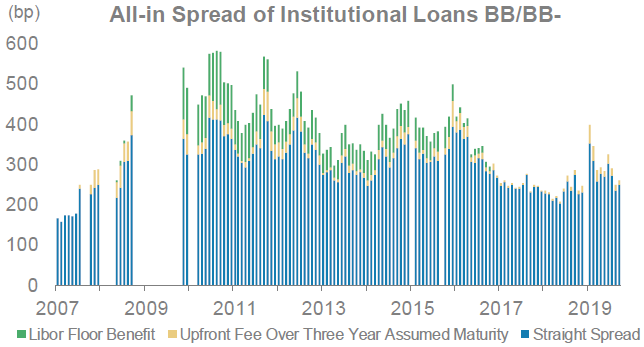 (bp) All-in Spread of Institutional Loans BB/BB-
600
500
400
300
200
100
0
2007 2009 2011 2013 2015 2017 2019
Libor Floor Benefit Upfront Fee Over Three Year Assumed Maturity Straight Spread